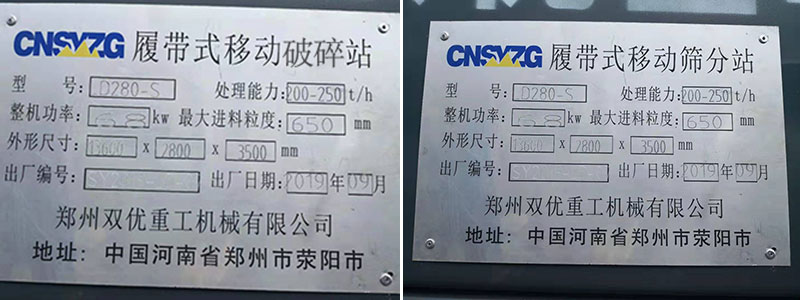 CNSYZG 履带式移动破碎站
型 号: D280-S 处理能力: 200-250 t/h
整机功率: 68 kw 最大进料粒度: 650 mm
外形尺寸: 13600 x 2800 x 3500 mm
出厂编号: 出厂日期: 2019 年 09 月
郑州双优重工机械有限公司
地址: 中国河南省郑州市荥阳市
CNSYZG 履带式移动筛分站
型 号: D280-S 处理能力: 200-250 t/h
整机功率: 68 kw 最大进料粒度: 650 mm
外形尺寸: 13600 x 2800 x 3500 mm
出厂编号: 出厂日期: 2019 年 09 月
郑州双优重工机械有限公司
地址: 中国河南省郑州市荥阳市